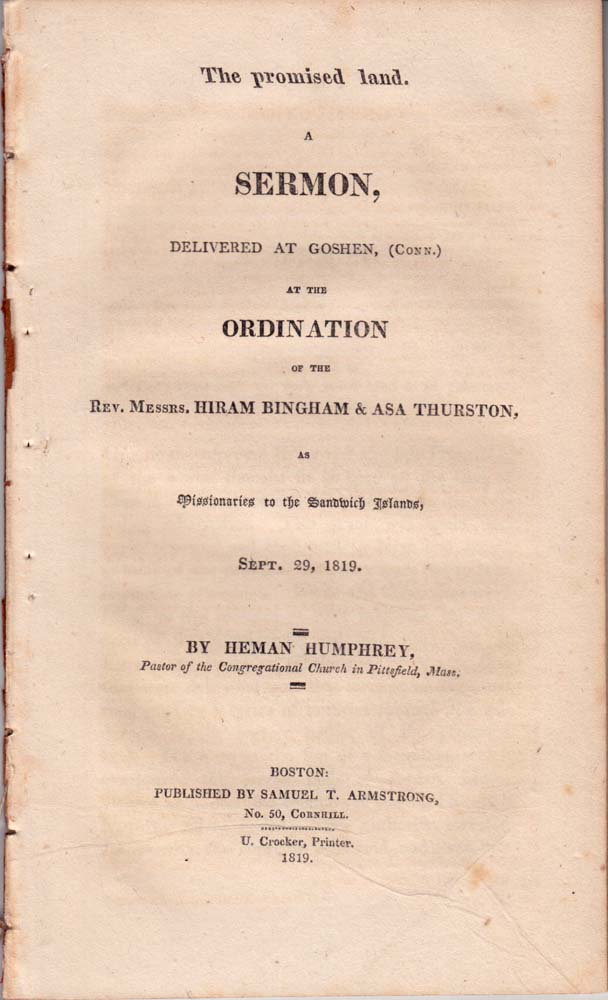 The promised land.
A
SERMON,
DELIVERED AT GOSHEN, (CONN.)
AT THE
ORDINATION
OF THE
REV. MESSRS. HIRAM BINGHAM & ASA THURSTON,
AS
Missionaries to the Sandwich Islands,
SEPT. 29, 1819.
BY HEMAN HUMPHREY,
Pastor of the Congregational Church in Pittsfield, Mass.
BOSTON:
PUBLISHED BY SAMUEL T. ARMSTRONG,
No. 50, CORNHILL.
U. Crocker, Printer.
1819.